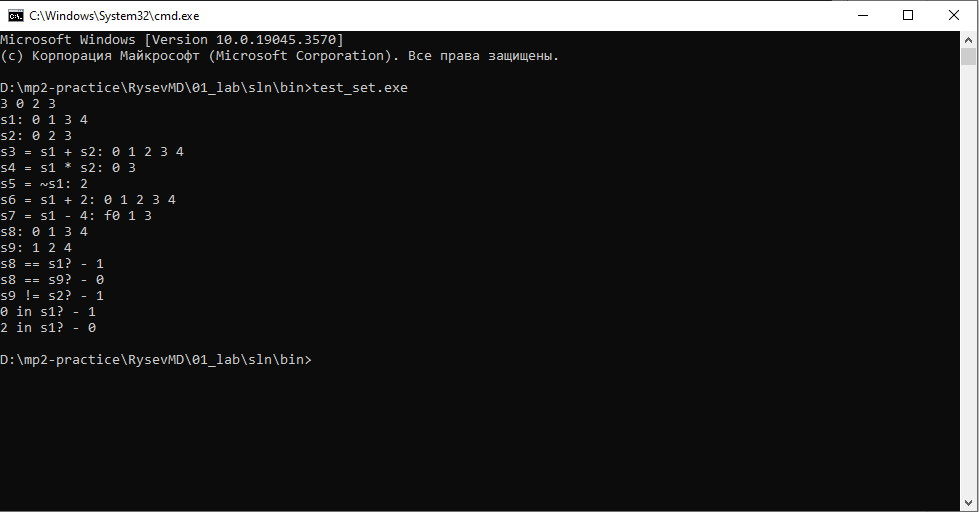 C:\Windows\System32\cmd.exe
Microsoft Windows [Version 10.0.19045.3570]
(c) Корпорация Майкрософт (Microsoft Corporation). Все права защищены.
D:\mp2-practice\RysevMD\01_lab\sln\bin>test_set.exe
3 0 2 3
s1: 0 1 3 4
s2: 0 2 3
s3 = s1 + s2: 0 1 2 3 4
s4 = s1 * s2: 0 3
s5 = ~s1: 2
s6 = s1 + 2: 0 1 2 3 4
s7 = s1 - 4: f0 1 3
s8: 0 1 3 4
s9: 1 2 4
s8 == s1? - 1
s8 == s9? - 0
s9 != s2? - 1
0 in s1? - 1
2 in s1? - 0
D:\mp2-practice\RysevMD\01_lab\sln\bin>